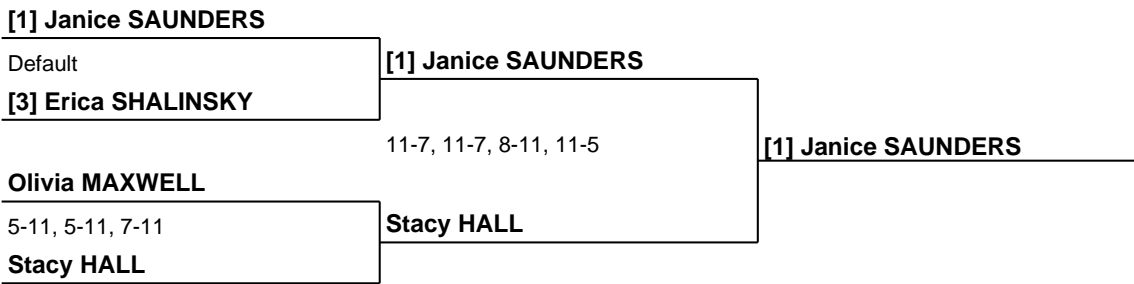 [1] Janice SAUNDERS
Default
[3] Erica SHALINSKY
[1] Janice SAUNDERS
11-7, 11-7, 8-11, 11-5
[1] Janice SAUNDERS
Olivia MAXWELL
5-11, 5-11, 7-11
Stacy HALL
Stacy HALL